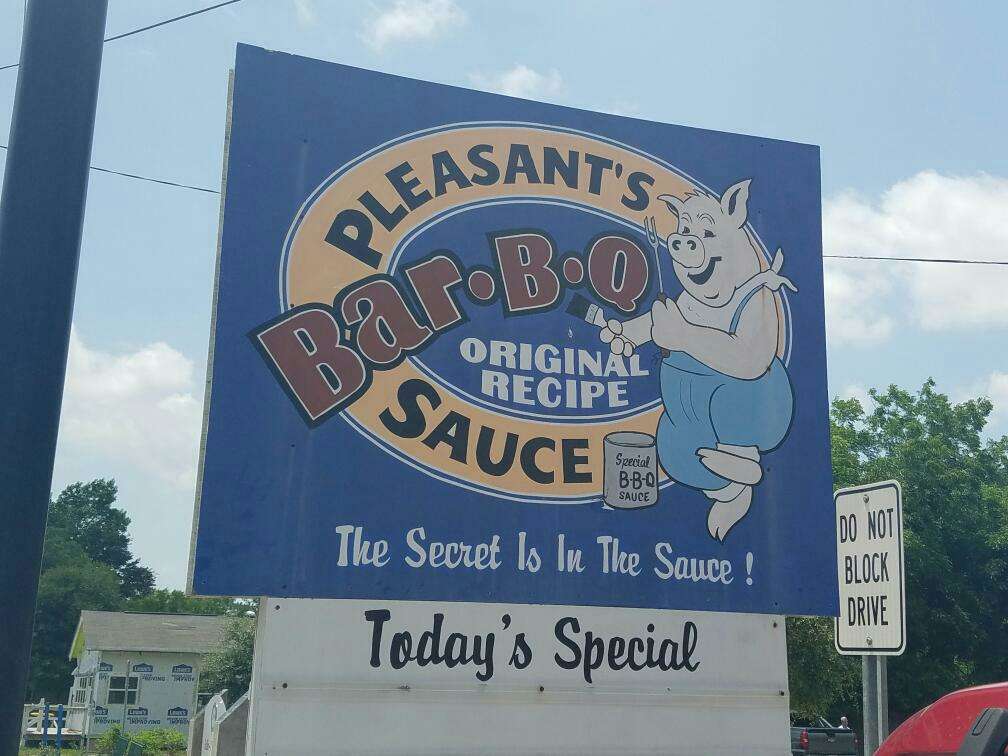 PLEASANT'S
Bar·B·Q
ORIGINAL
RECIPE
SAUCE
Special
B-B-Q
SAUCE
The Secret Is In The Sauce!
Today's Special
DO NOT
BLOCK
DRIVE